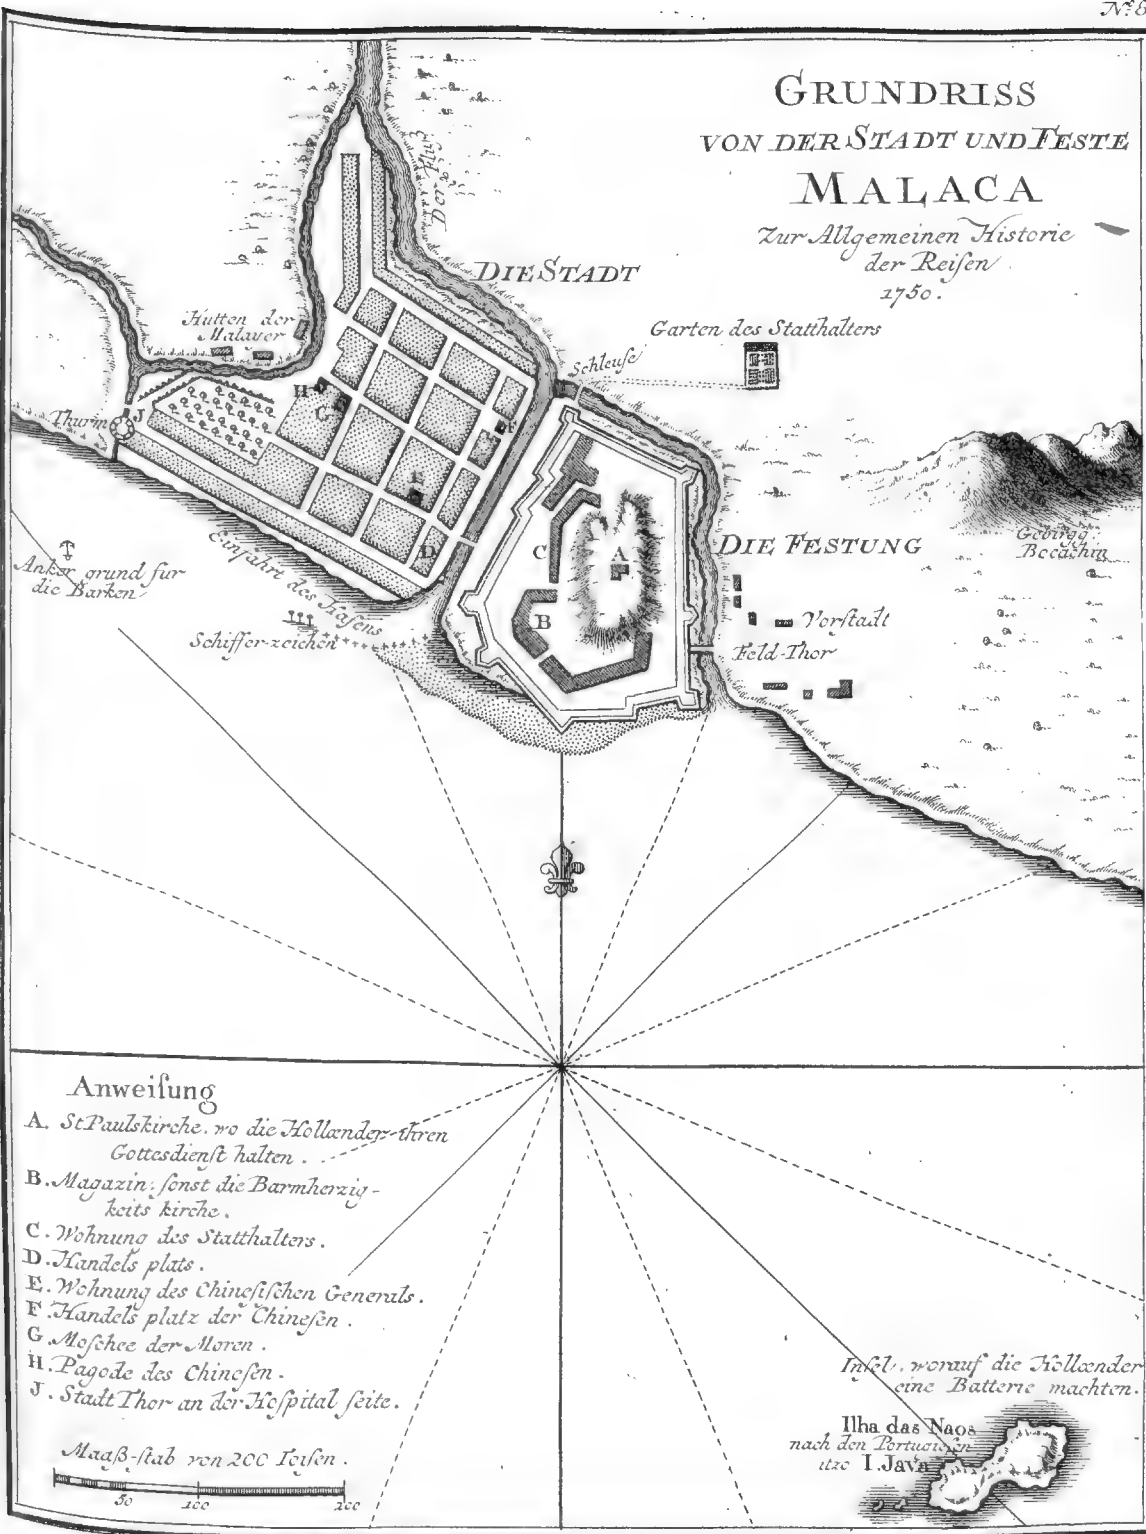 Nº. 8
GRUNDRISS
VON DER STADT UND FESTE
MALACA
Zur Allgemeinen Historie
der Reiſen
1750.
Der Fluß
DIE STADT
Hutten der
Malayer
Garten des Statthalters
Schleuſe
Thurm
J
H
G
E
F
E
D
C
A
B
DIE FESTUNG
Gebirgg.
Anker grund fur
die Barken
Einfahrt des Hafens
Schiffer-zeichen
Vorstadt
Feld-Thor
Anweiſung
A. St Paulskirche. wo die Hollænder ihren
Gottesdienſt halten.
B. Magazin: ſonst die Barmherzig-
keits kirche.
C. Wohnung des Statthalters.
D. Handels plats.
E. Wohnung des Chineſiſchen Generals.
F. Handels platz der Chineſen.
G. Moſchee der Moren.
H. Pagode des Chineſen.
J. Stadt Thor an der Hoſpital ſeite.
Maaß-ſtab von 200 Toiſen.
50 100 200
Inſel, worauf die Hollænder
eine Batterie machten.
Ilha das Naos
nach den Portugieſen
itzo I. Java